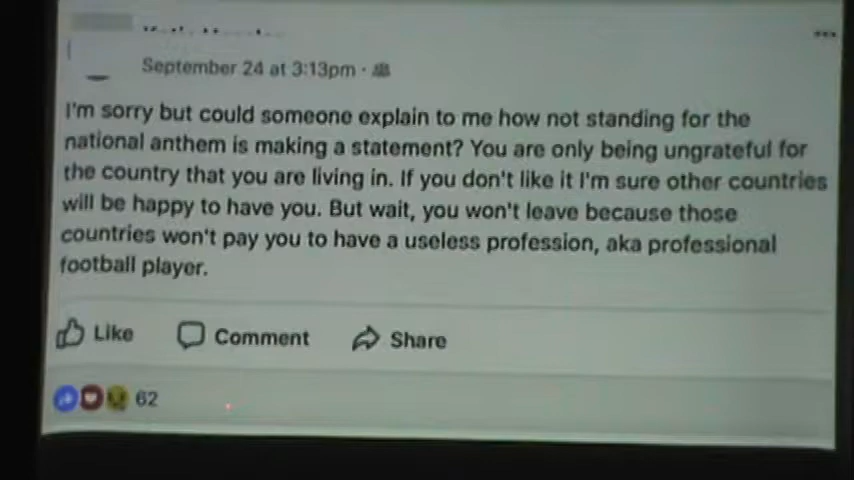 September 24 at 3:13pm ·
I'm sorry but could someone explain to me how not standing for the
national anthem is making a statement? You are only being ungrateful for
the country that you are living in. If you don't like it I'm sure other countries
will be happy to have you. But wait, you won't leave because those
countries won't pay you to have a useless profession, aka professional
football player.
Like Comment Share
62